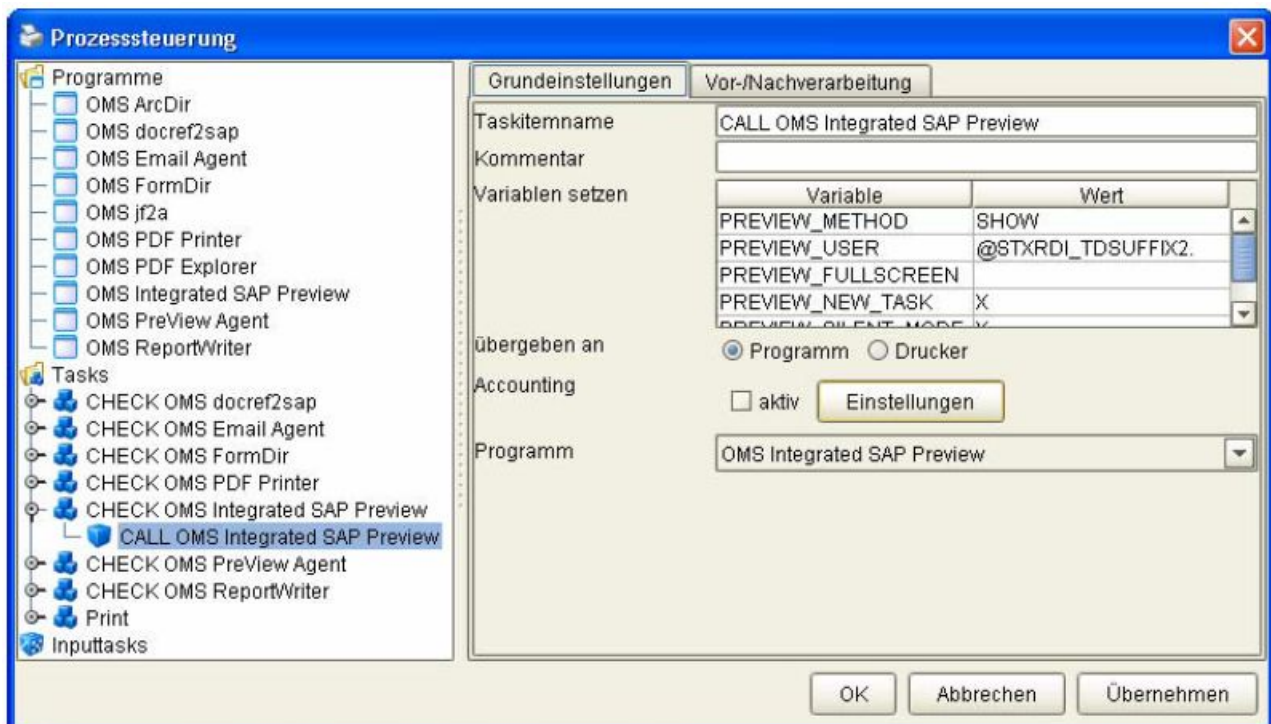 Prozesssteuerung
Programme
OMS ArcDir
OMS docref2sap
OMS Email Agent
OMS FormDir
OMS jf2a
OMS PDF Printer
OMS PDF Explorer
OMS Integrated SAP Preview
OMS PreView Agent
OMS ReportWriter
Tasks
CHECK OMS docref2sap
CHECK OMS Email Agent
CHECK OMS FormDir
CHECK OMS PDF Printer
CHECK OMS Integrated SAP Preview
CALL OMS Integrated SAP Preview
CHECK OMS PreView Agent
CHECK OMS ReportWriter
Print
Inputtasks
Grundeinstellungen Vor-/Nachverarbeitung
Taskitemname CALL OMS Integrated SAP Preview
Kommentar
Variablen setzen Variable Wert
PREVIEW_METHOD SHOW
PREVIEW_USER @STXRDI_TDSUFFIX2.
PREVIEW_FULLSCREEN
PREVIEW_NEW_TASK X
PREVIEW_SILENT_MODE X
übergeben an Programm Drucker
Accounting aktiv Einstellungen
Programm OMS Integrated SAP Preview
OK Abbrechen Übernehmen